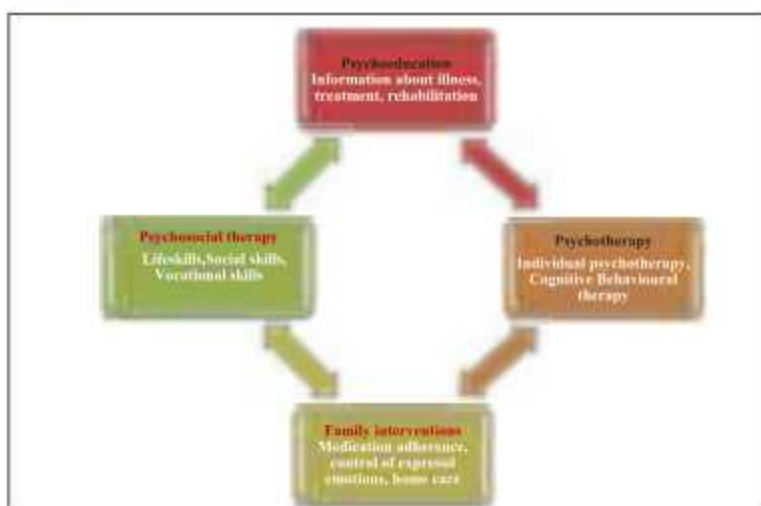 Psychoeducation
Information about illness,
treatment, rehabilitation
Psychosocial therapy
Lifeskills,Social skills,
Vocational skills
Psychotherapy
Individual psychotherapy,
Cognitive Behavioural
therapy
Family interventions
Medication adherence,
control of expressed
emotions, home care